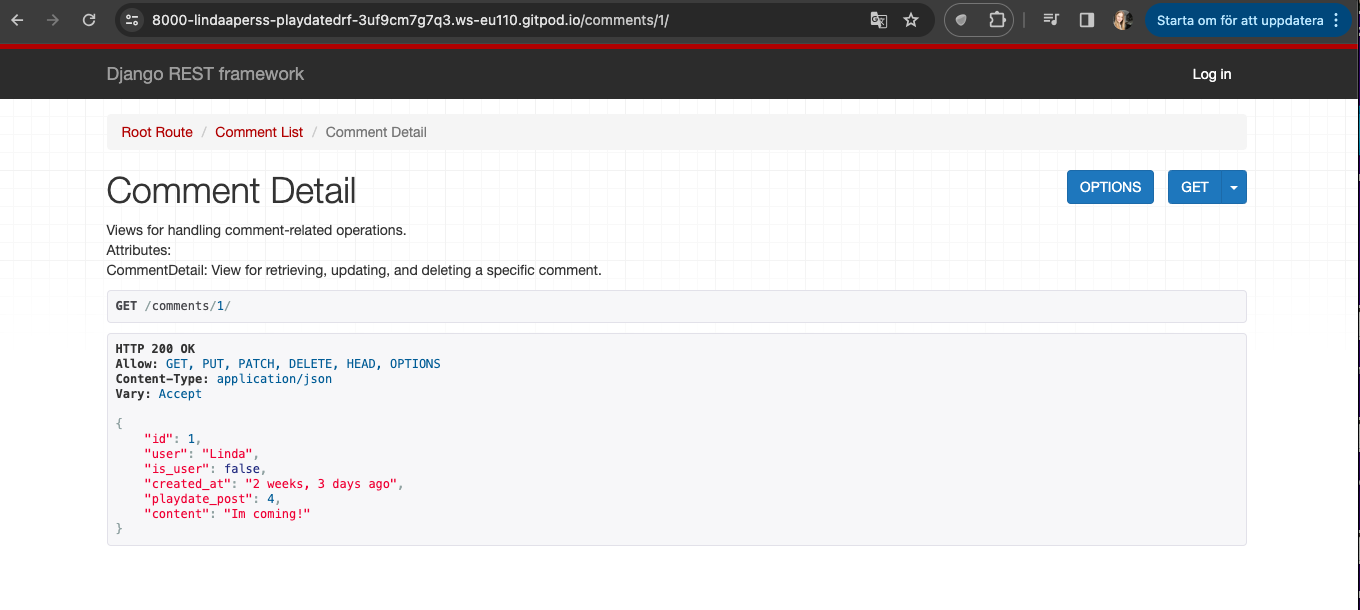 8000-lindaaperss-playdatedrf-3uf9cm7g7q3.ws-eu110.gitpod.io/comments/1/
Starta om för att uppdatera
Django REST framework
Log in
Root Route / Comment List / Comment Detail
Comment Detail
OPTIONS
GET
Views for handling comment-related operations.
Attributes:
CommentDetail: View for retrieving, updating, and deleting a specific comment.
GET /comments/1/
HTTP 200 OK
Allow: GET, PUT, PATCH, DELETE, HEAD, OPTIONS
Content-Type: application/json
Vary: Accept
{
"id": 1,
"user": "Linda",
"is_user": false,
"created_at": "2 weeks, 3 days ago",
"playdate_post": 4,
"content": "Im coming!"
}